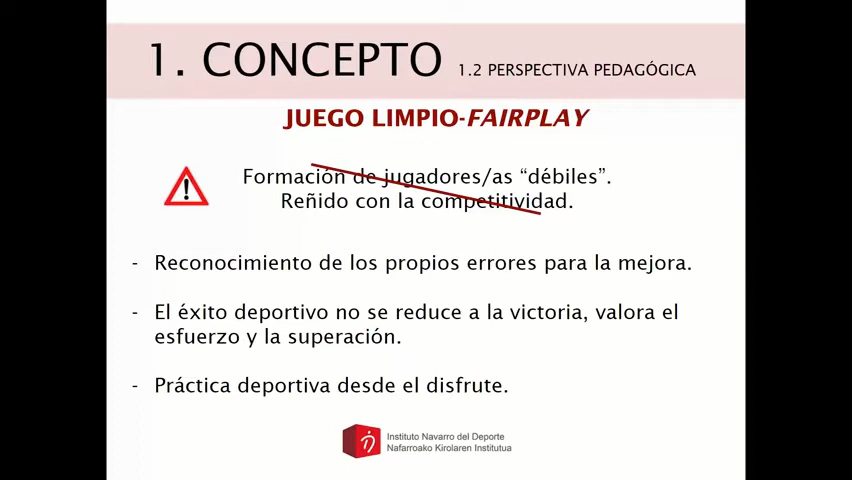 1. CONCEPTO 1.2 PERSPECTIVA PEDAGÓGICA
JUEGO LIMPIO-FAIRPLAY
Formación de jugadores/as “débiles”.
Reñido con la competitividad.
- Reconocimiento de los propios errores para la mejora.
- El éxito deportivo no se reduce a la victoria, valora el
esfuerzo y la superación.
- Práctica deportiva desde el disfrute.
Instituto Navarro del Deporte
Nafarroako Kirolaren Institutua